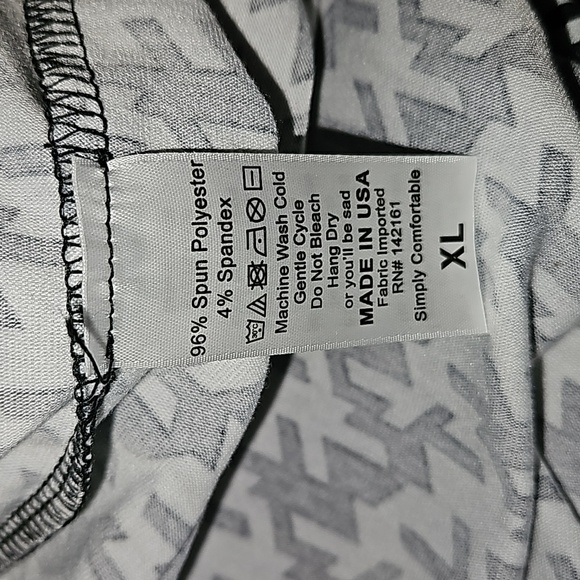 96% Spun Polyester
4% Spandex
30°C
Machine Wash Cold
Gentle Cycle
Do Not Bleach
Hang Dry
or you'll be sad
MADE IN USA
Fabric Imported
RN# 142161
Simply Comfortable
XL